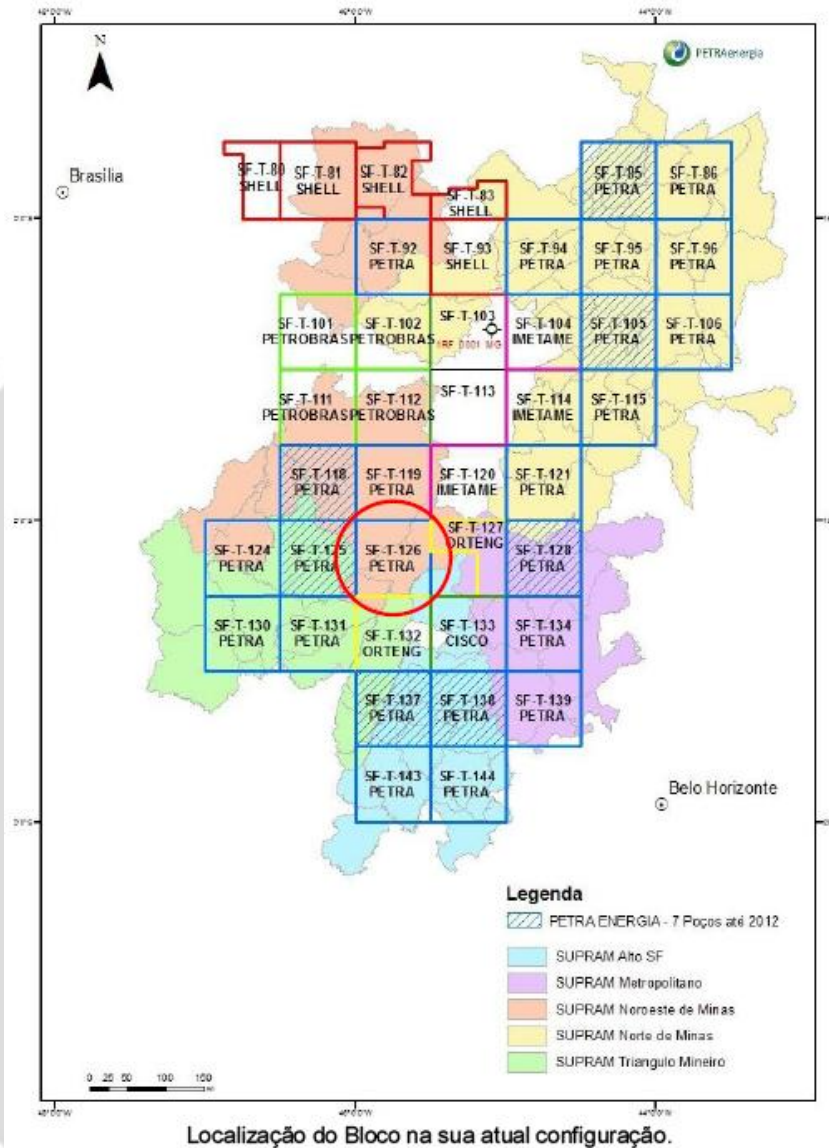 N
PETRAenergia
Brasília
SF-T-80
SHELL
SF-T-81
SHELL
SF-T-82
SHELL
SF-T-83
SHELL
SF-T-85
PETRA
SF-T-86
PETRA
SF-T-92
PETRA
SF-T-93
SHELL
SF-T-94
PETRA
SF-T-95
PETRA
SF-T-96
PETRA
SF-T-101
PETROBRAS
SF-T-102
PETROBRAS
SF-T-103
SF-T-104
IMETAME
SF-T-105
PETRA
SF-T-106
PETRA
SF-T-111
PETROBRAS
SF-T-112
PETROBRAS
SF-T-113
SF-T-114
IMETAME
SF-T-115
PETRA
SF-T-118
PETRA
SF-T-119
PETRA
SF-T-120
IMETAME
SF-T-121
PETRA
SF-T-124
PETRA
SF-T-125
PETRA
SF-T-126
PETRA
SF-T-127
ORTENG
SF-T-128
PETRA
SF-T-130
PETRA
SF-T-131
PETRA
SF-T-132
ORTENG
SF-T-133
CISCO
SF-T-134
PETRA
SF-T-137
PETRA
SF-T-138
PETRA
SF-T-139
PETRA
SF-T-143
PETRA
SF-T-144
PETRA
Belo Horizonte
Legenda
PETRA ENERGIA - 7 Poços até 2012
SUPRAM Alto SF
SUPRAM Metropolitano
SUPRAM Noroeste de Minas
SUPRAM Norte de Minas
SUPRAM Triangulo Mineiro
0 25 50 100 150
Localização do Bloco na sua atual configuração.